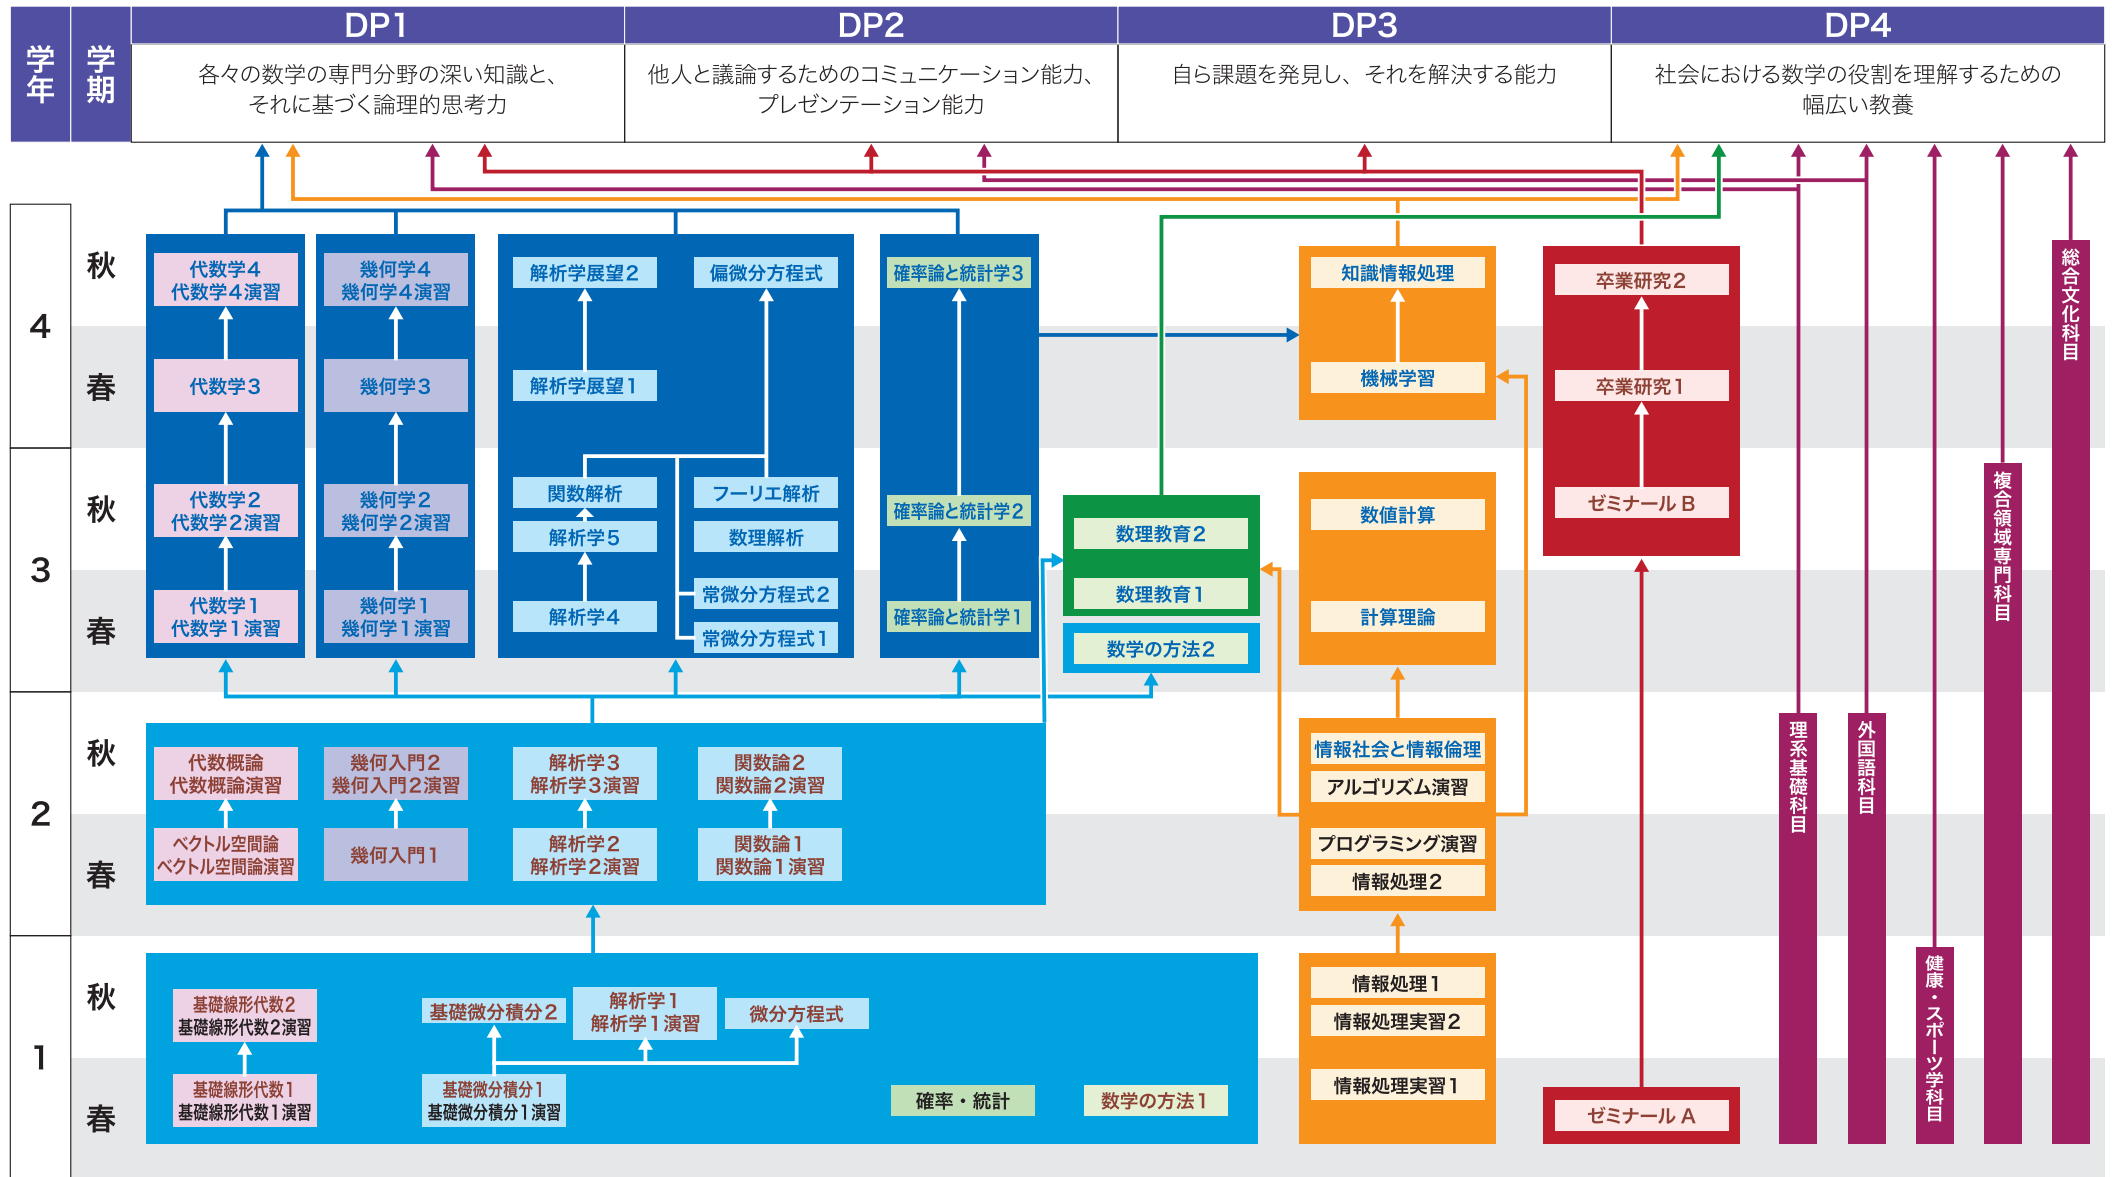 学年
学期
DP1
DP2
DP3
DP4
各々の数学の専門分野の深い知識と、
それに基づく論理的思考力
他人と議論するためのコミュニケーション能力、
プレゼンテーション能力
自ら課題を発見し、それを解決する能力
社会における数学の役割を理解するための
幅広い教養
4
秋
代数学4
代数学4演習
幾何学4
幾何学4演習
解析学展望2
偏微分方程式
確率論と統計学3
知識情報処理
卒業研究2
春
代数学3
幾何学3
解析学展望1
機械学習
卒業研究1
3
秋
代数学2
代数学2演習
幾何学2
幾何学2演習
関数解析
フーリエ解析
解析学5
数理解析
確率論と統計学2
数理教育2
数値計算
ゼミナール B
春
代数学1
代数学1演習
幾何学1
幾何学1演習
解析学4
常微分方程式2
常微分方程式1
確率論と統計学1
数理教育1
数学の方法2
計算理論
2
秋
代数概論
代数概論演習
幾何入門2
幾何入門2演習
解析学3
解析学3演習
関数論2
関数論2演習
情報社会と情報倫理
アルゴリズム演習
春
ベクトル空間論
ベクトル空間論演習
幾何入門1
解析学2
解析学2演習
関数論1
関数論1演習
プログラミング演習
情報処理2
1
秋
基礎線形代数2
基礎線形代数2演習
基礎微分積分2
解析学1
解析学1演習
微分方程式
情報処理1
情報処理実習2
春
基礎線形代数1
基礎線形代数1演習
基礎微分積分1
基礎微分積分1演習
確率・統計
数学の方法1
情報処理実習1
ゼミナール A
理系基礎科目
外国語科目
健康・スポーツ学科目
複合領域専門科目
総合文化科目